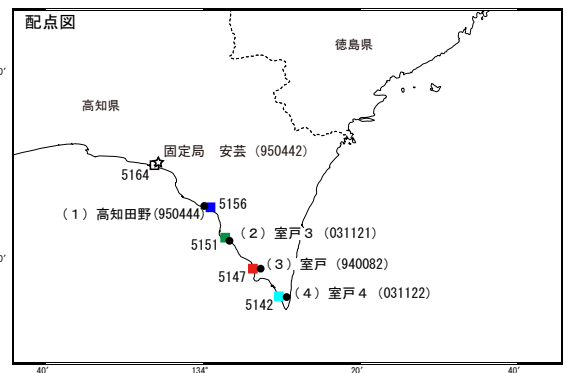 配点図
徳島県
0′
高知県
固定局 安芸 (950442)
5164
5156
(1) 高知田野(950444)
(2) 室戸3 (031121)
5151
0′
(3) 室戸 (940082)
5147
(4) 室戸4 (031122)
5142
40′ 134° 20′ 40′